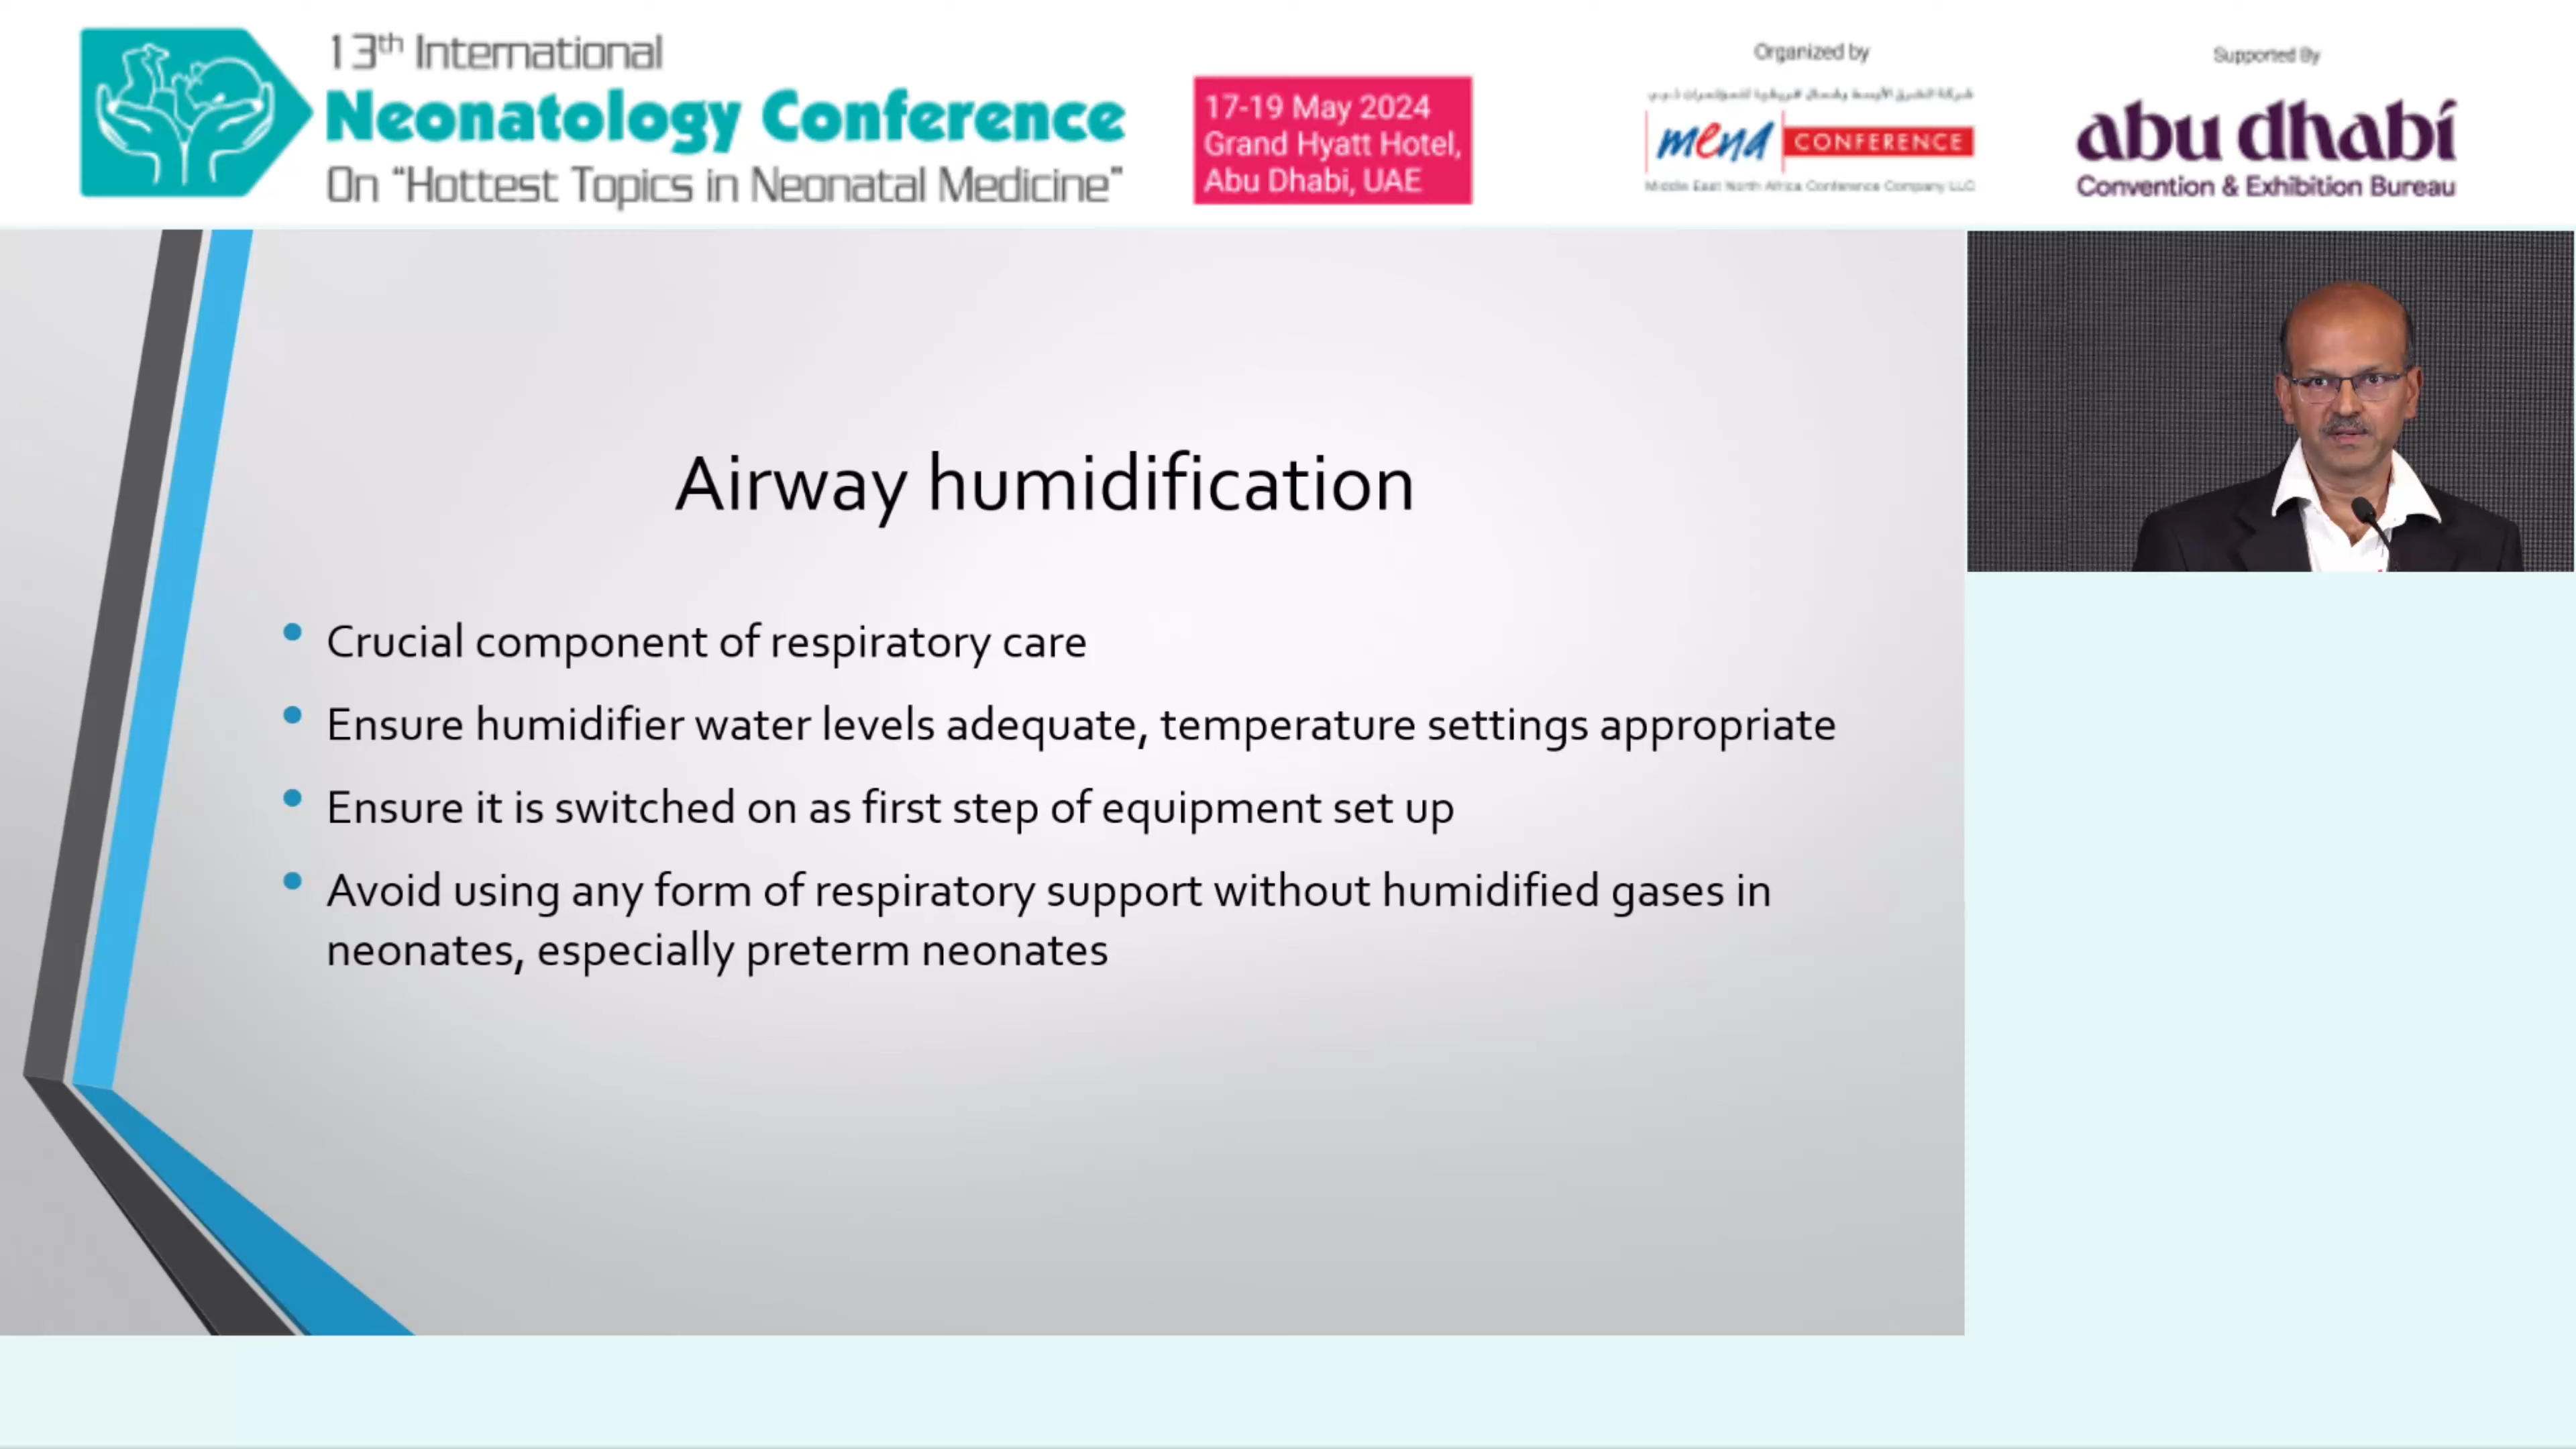 13th International
Neonatology Conference
On “Hottest Topics in Neonatal Medicine”
17-19 May 2024
Grand Hyatt Hotel,
Abu Dhabi, UAE
Organized by
mena CONFERENCE
Middle East North Africa Conference Company LLC
Supported By
abu dhabi
Convention & Exhibition Bureau
Airway humidification
• Crucial component of respiratory care
• Ensure humidifier water levels adequate, temperature settings appropriate
• Ensure it is switched on as first step of equipment set up
• Avoid using any form of respiratory support without humidified gases in
neonates, especially preterm neonates